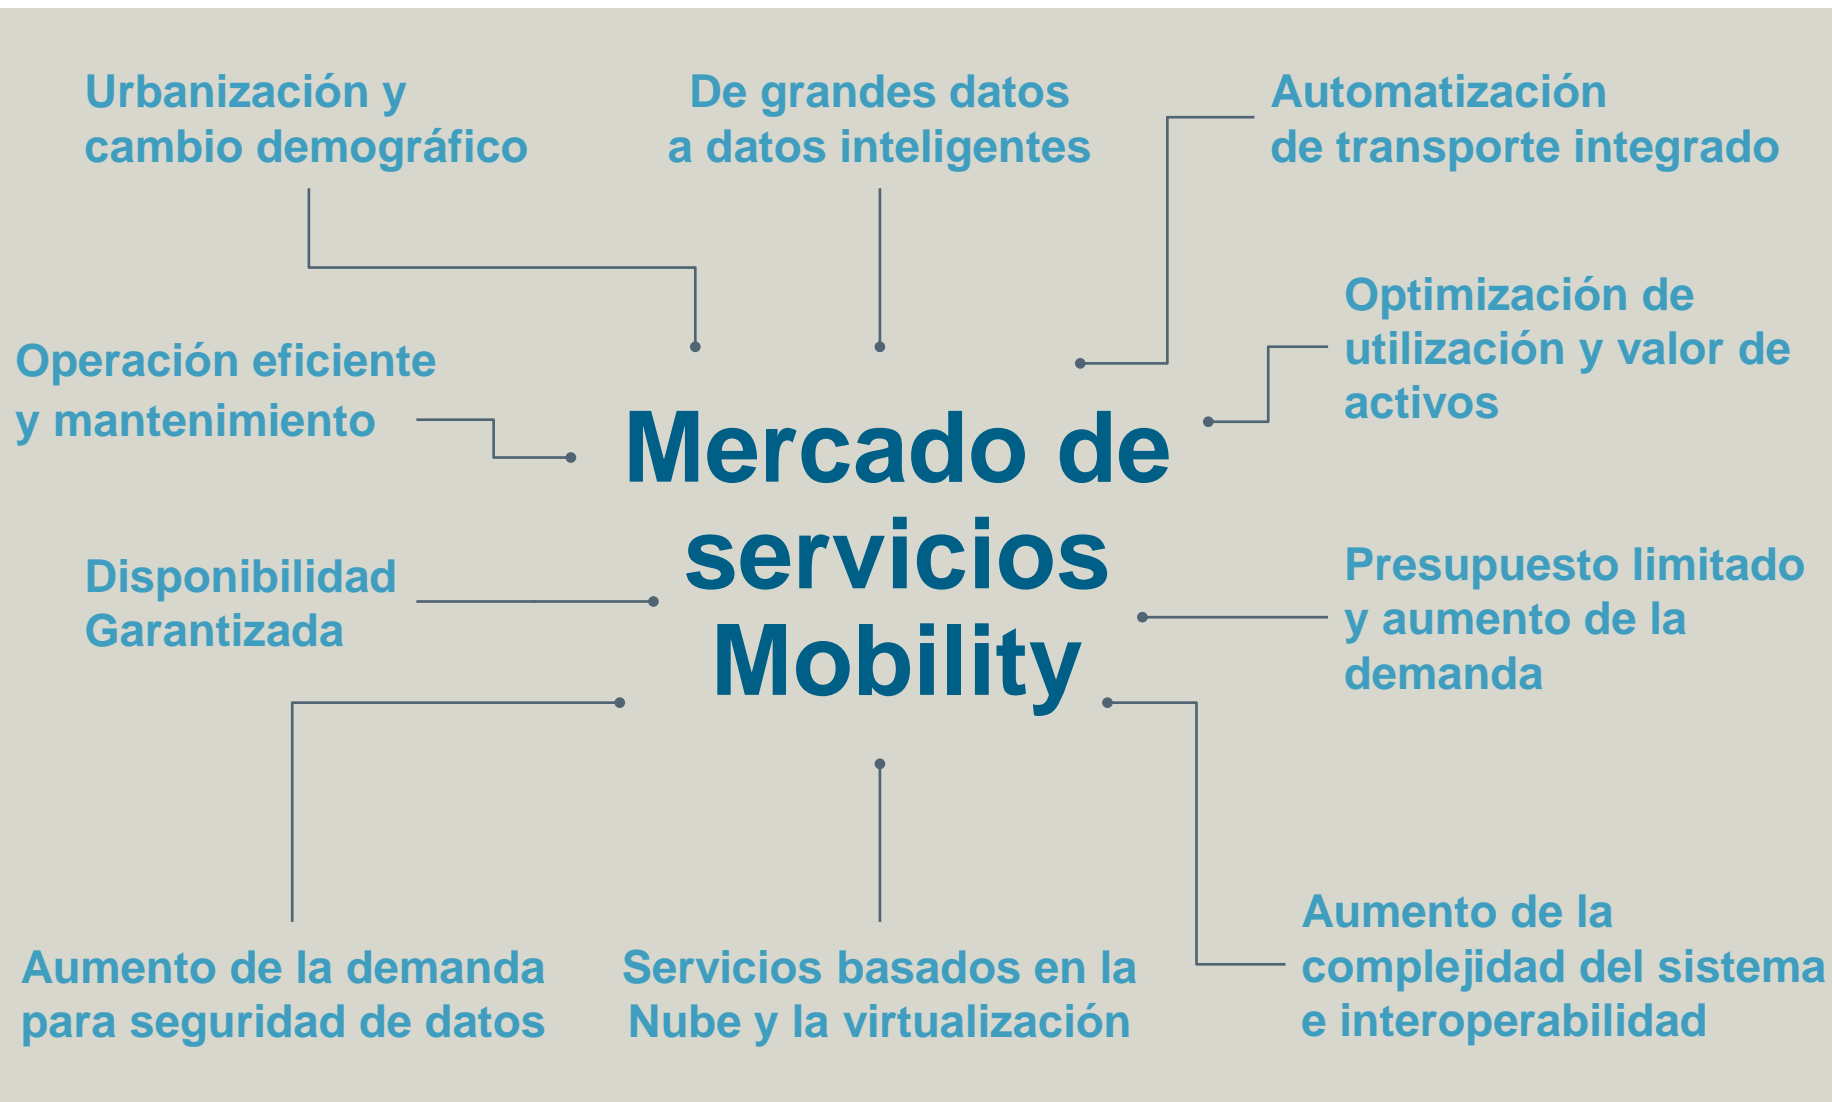 Urbanización y
cambio demográfico
De grandes datos
a datos inteligentes
Automatización
de transporte integrado
Operación eficiente
y mantenimiento
Optimización de
utilización y valor de
activos
Mercado de
servicios
Mobility
Disponibilidad
Garantizada
Presupuesto limitado
y aumento de la
demanda
Aumento de la demanda
para seguridad de datos
Servicios basados en la
Nube y la virtualización
Aumento de la
complejidad del sistema
e interoperabilidad